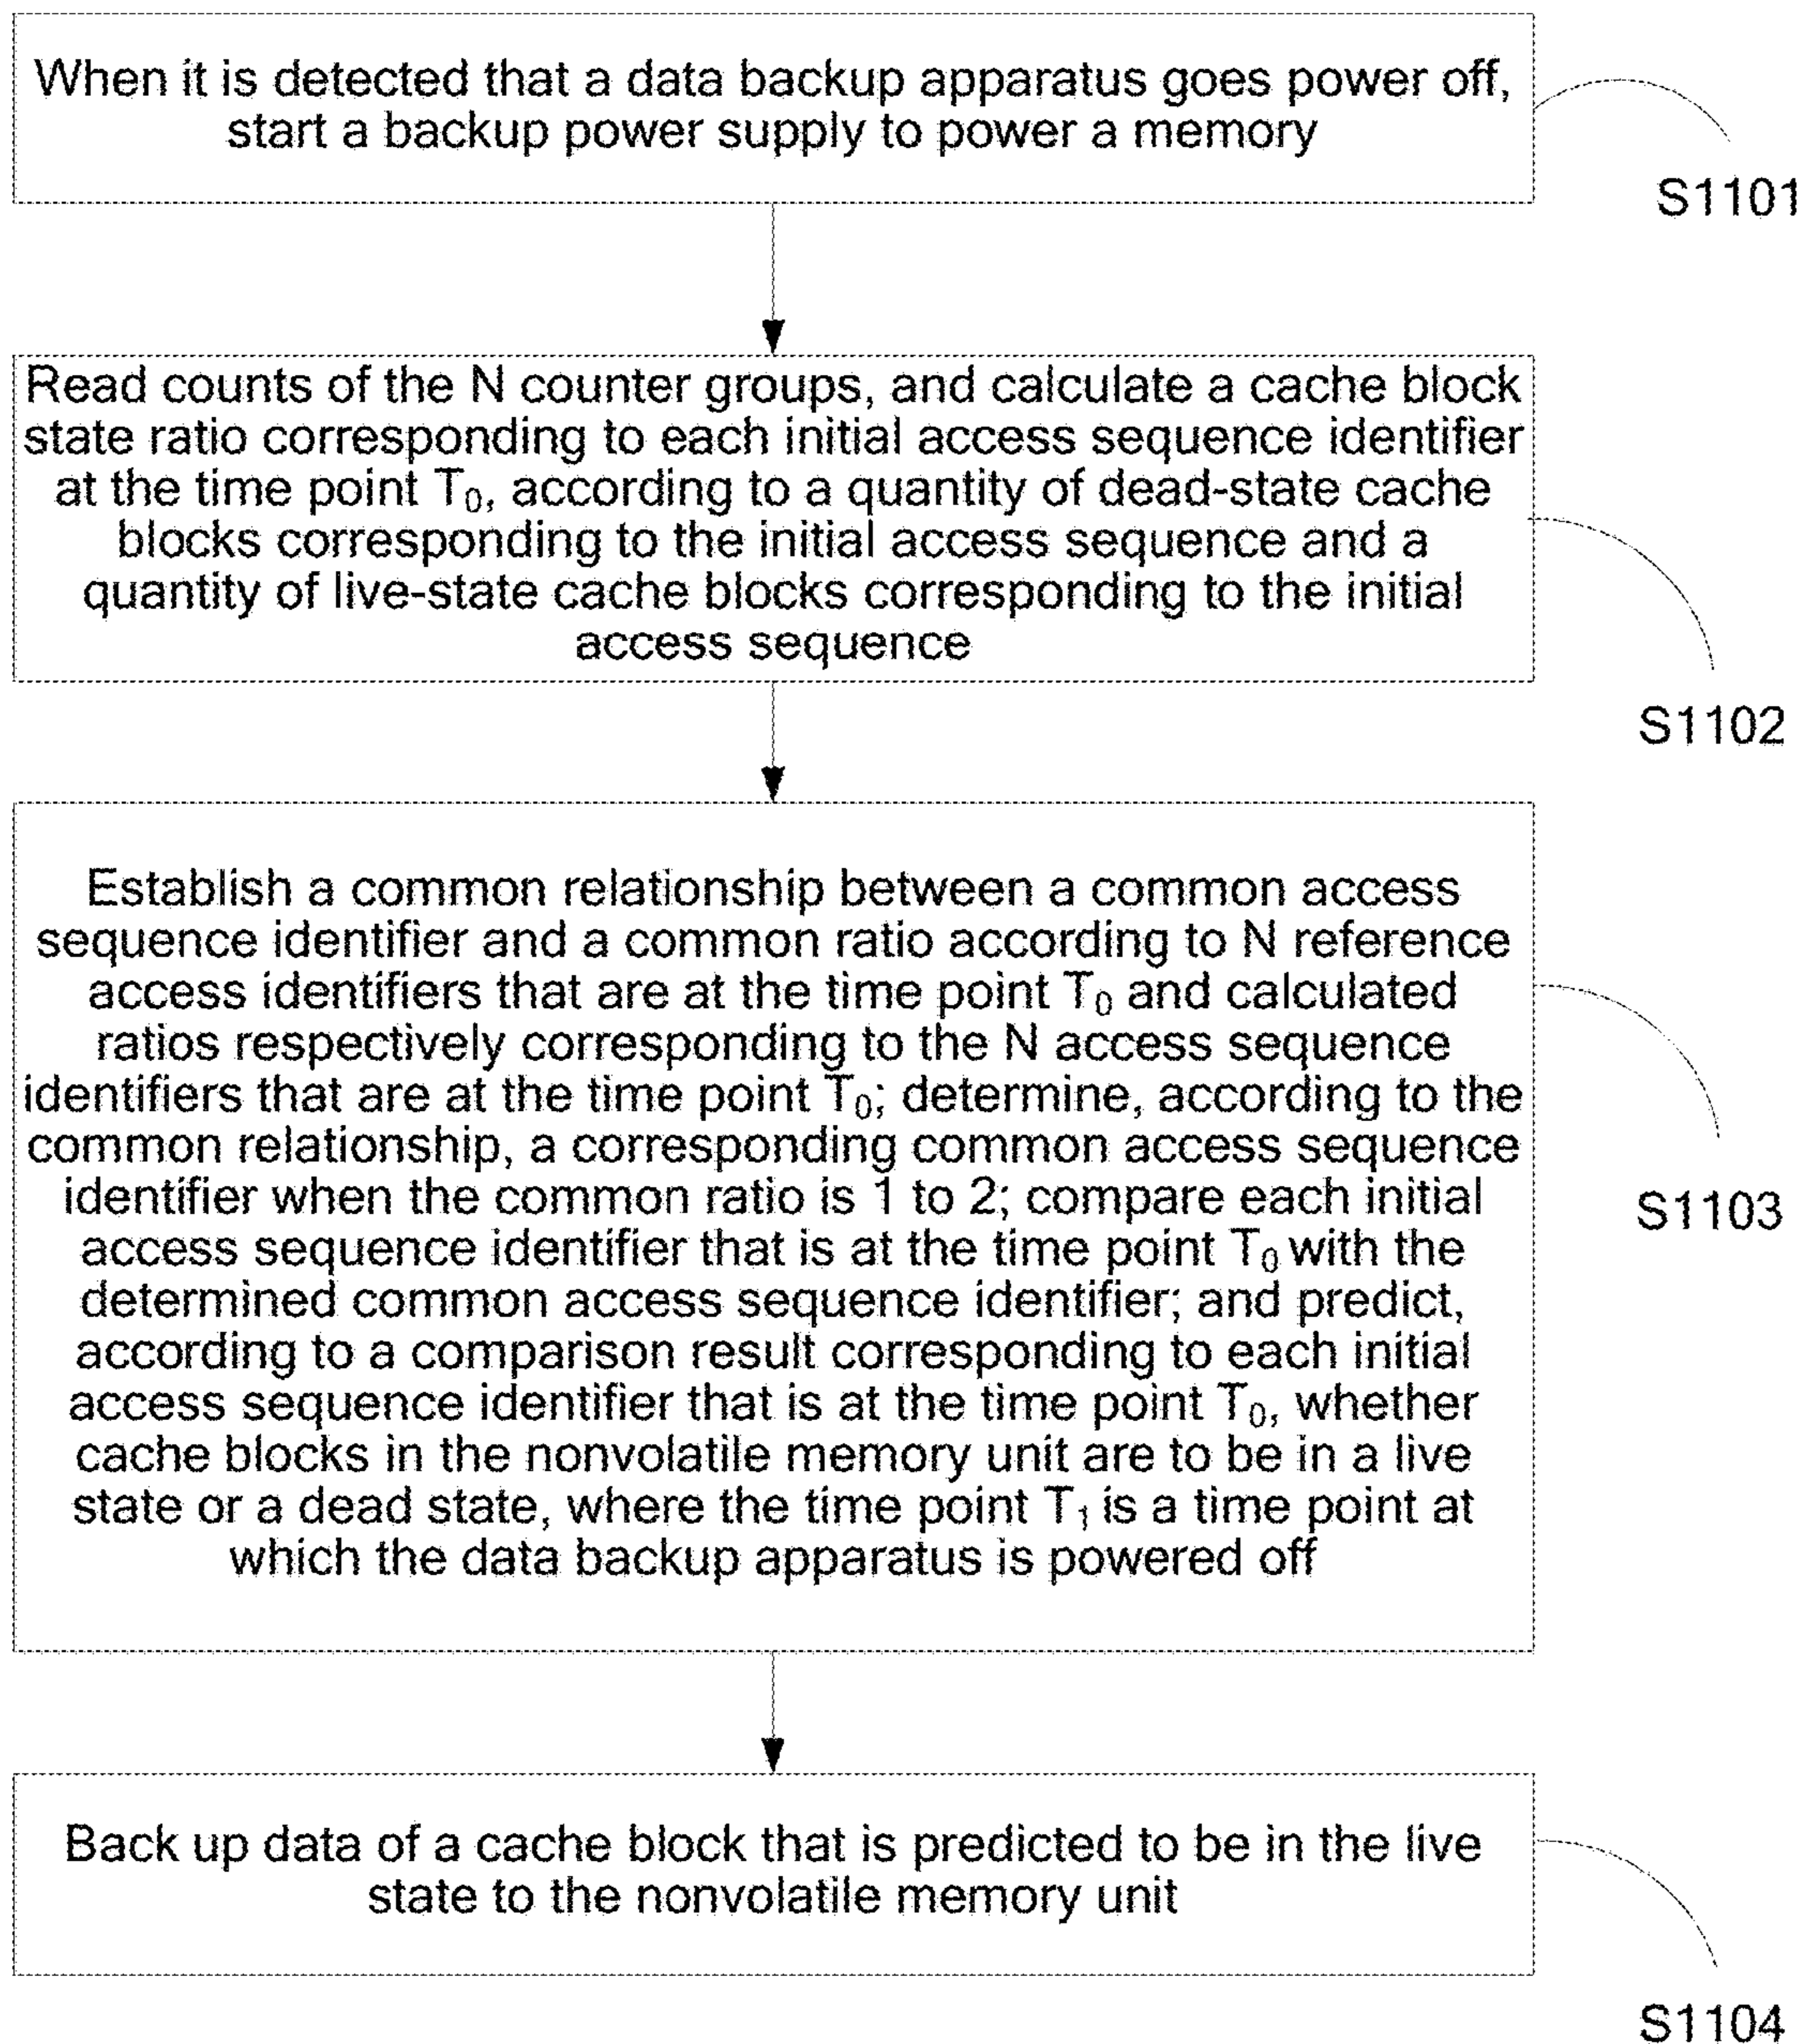 When it is detected that a data backup apparatus goes power off,
start a backup power supply to power a memory
S1101
Read counts of the N counter groups, and calculate a cache block
state ratio corresponding to each initial access sequence identifier
at the time point T₀, according to a quantity of dead-state cache
blocks corresponding to the initial access sequence and a
quantity of live-state cache blocks corresponding to the initial
access sequence
S1102
Establish a common relationship between a common access
sequence identifier and a common ratio according to N reference
access identifiers that are at the time point T₀ and calculated
ratios respectively corresponding to the N access sequence
identifiers that are at the time point T₀; determine, according to the
common relationship, a corresponding common access sequence
identifier when the common ratio is 1 to 2; compare each initial
access sequence identifier that is at the time point T₀ with the
determined common access sequence identifier; and predict,
according to a comparison result corresponding to each initial
access sequence identifier that is at the time point T₀, whether
cache blocks in the nonvolatile memory unit are to be in a live
state or a dead state, where the time point T₁ is a time point at
which the data backup apparatus is powered off
S1103
Back up data of a cache block that is predicted to be in the live
state to the nonvolatile memory unit
S1104